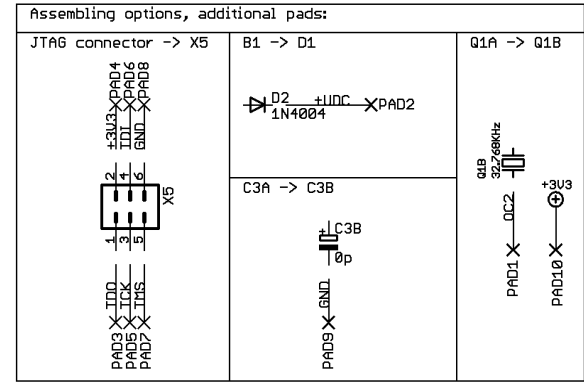 Assembling options, additional pads:
JTAG connector -> X5
B1 -> D1
Q1A -> Q1B
PAD4
PAD6
PAD8
+3V3
TDI
GND
2
4
6
X5
1
3
5
TDO
TCK
TMS
PAD3
PAD5
PAD7
D2
+UDC
PAD2
1N4004
C3A -> C3B
C3B
0p
GND
PAD9
Q1B
32,768KHz
OC2
+3V3
PAD1
PAD10